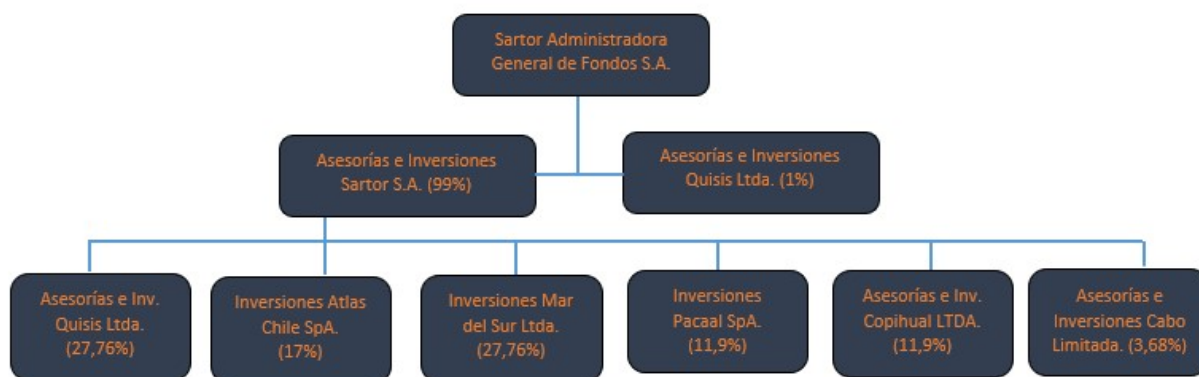 Sartor Administradora
General de Fondos S.A.
Asesorías e Inversiones
Sartor S.A. (99%)
Asesorías e Inversiones
Quisis Ltda. (1%)
Asesorías e Inv.
Quisis Ltda.
(27,76%)
Inversiones Atlas
Chile SpA.
(17%)
Inversiones Mar
del Sur Ltda.
(27,76%)
Inversiones
Pacaal SpA.
(11,9%)
Asesorías e Inv.
Copihual LTDA.
(11,9%)
Asesorías e
Inversiones Cabo
Limitada. (3,68%)